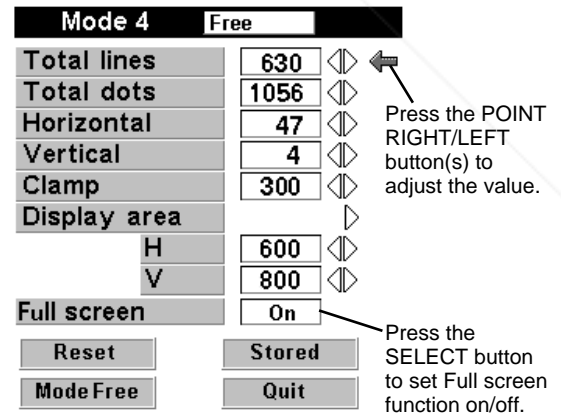 Mode 4 Free
Total lines 630
Total dots 1056
Horizontal 47
Vertical 4
Clamp 300
Display area
H 600
V 800
Full screen On
Reset Stored
Mode Free Quit
Press the POINT
RIGHT/LEFT
button(s) to
adjust the value.
Press the
SELECT button
to set Full screen
function on/off.